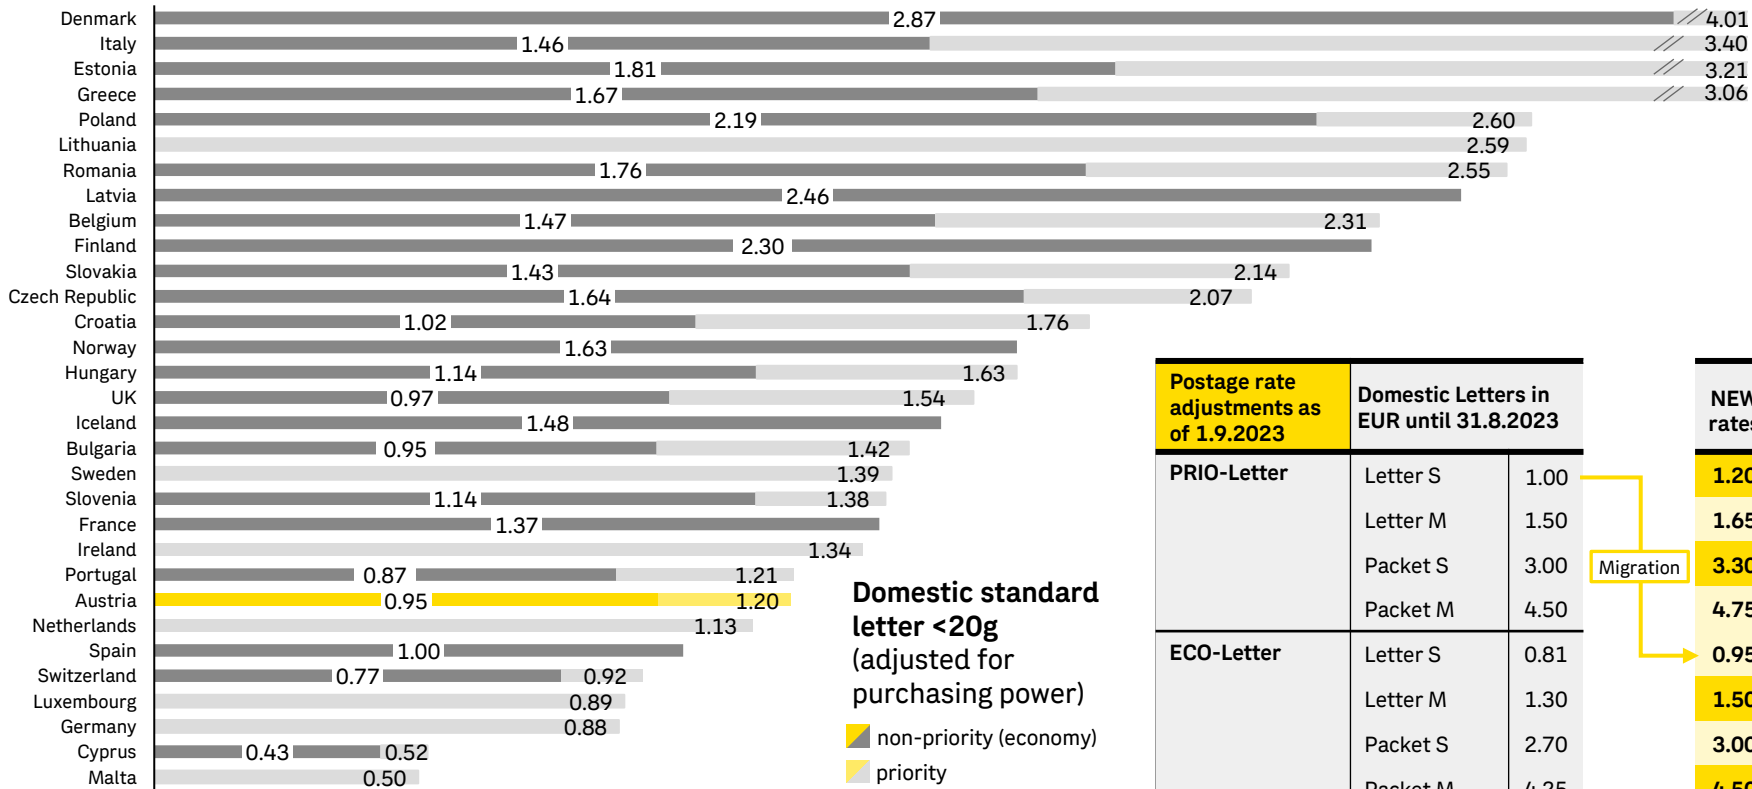 Denmark 2.87 4.01
Italy 1.46 3.40
Estonia 1.81 3.21
Greece 1.67 3.06
Poland 2.19 2.60
Lithuania 2.59
Romania 1.76 2.55
Latvia 2.46
Belgium 1.47 2.31
Finland 2.30
Slovakia 1.43 2.14
Czech Republic 1.64 2.07
Croatia 1.02 1.76
Norway 1.63
Hungary 1.14 1.63
UK 0.97 1.54
Iceland 1.48
Bulgaria 0.95 1.42
Sweden 1.39
Slovenia 1.14 1.38
France 1.37
Ireland 1.34
Portugal 0.87 1.21
Austria 0.95 1.20
Netherlands 1.13
Spain 1.00
Switzerland 0.77 0.92
Luxembourg 0.89
Germany 0.88
Cyprus 0.43 0.52
Malta 0.50
Domestic standard
letter <20g
(adjusted for
purchasing power)
non-priority (economy)
priority
Postage rate
adjustments as
of 1.9.2023
Domestic Letters in
EUR until 31.8.2023
NEW
rates
PRIO-Letter Letter S 1.00 1.20
Letter M 1.50 1.65
Packet S 3.00 3.30
Packet M 4.50 4.75
Migration
ECO-Letter Letter S 0.81 0.95
Letter M 1.30 1.50
Packet S 2.70 3.00
Packet M 4.25 4.50